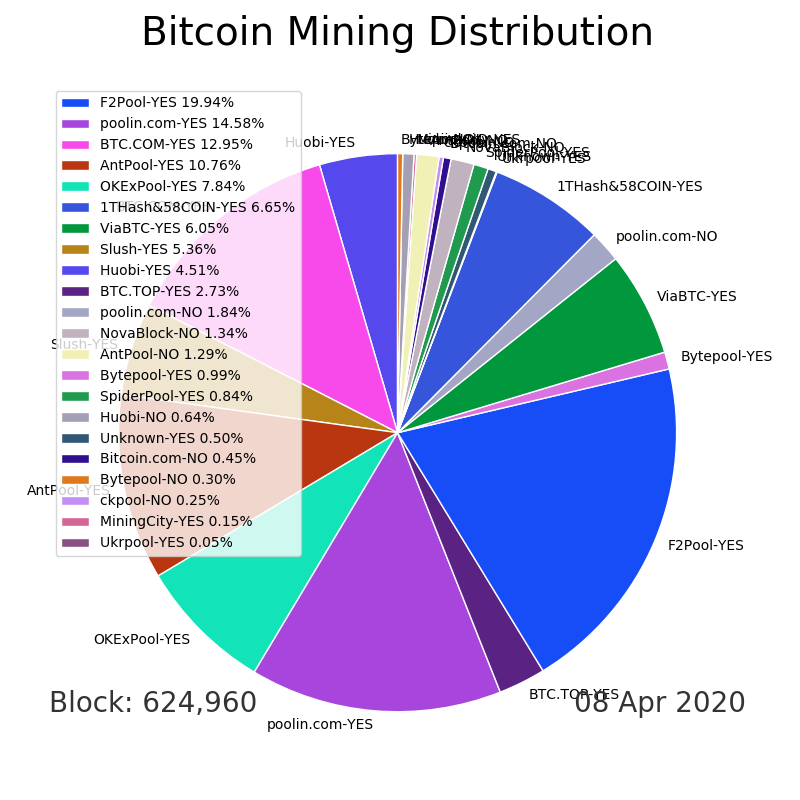 Bitcoin Mining Distribution
F2Pool-YES 19.94%
poolin.com-YES 14.58%
BTC.COM-YES 12.95%
AntPool-YES 10.76%
OKExPool-YES 7.84%
1THash&58COIN-YES 6.65%
ViaBTC-YES 6.05%
Slush-YES 5.36%
Huobi-YES 4.51%
BTC.TOP-YES 2.73%
poolin.com-NO 1.84%
NovaBlock-NO 1.34%
AntPool-NO 1.29%
Bytepool-YES 0.99%
SpiderPool-YES 0.84%
Huobi-NO 0.64%
Unknown-YES 0.50%
Bitcoin.com-NO 0.45%
Bytepool-NO 0.30%
ckpool-NO 0.25%
MiningCity-YES 0.15%
Ukrpool-YES 0.05%
Huobi-YES
1THash&58COIN-YES
poolin.com-NO
ViaBTC-YES
Bytepool-YES
Slush-YES
AntPool-YES
F2Pool-YES
OKExPool-YES
BTC.TOP-YES
poolin.com-YES
Block: 624,960
08 Apr 2020